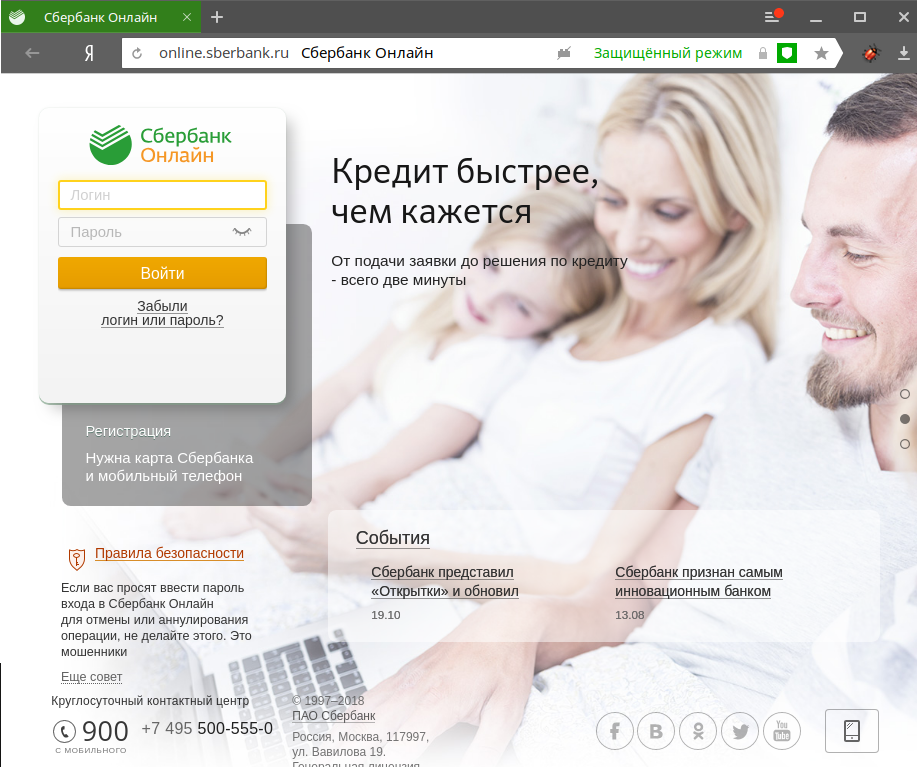 Сбербанк Онлайн
Я
online.sberbank.ru Сбербанк Онлайн
Защищённый режим
Сбербанк
Онлайн
Логин
Пароль
Войти
Забыли
логин или пароль?
Регистрация
Нужна карта Сбербанка
и мобильный телефон
Кредит быстрее,
чем кажется
От подачи заявки до решения по кредиту
- всего две минуты
События
Сбербанк представил
«Открытки» и обновил
19.10
Сбербанк признан самым
инновационным банком
13.08
Правила безопасности
Если вас просят ввести пароль
входа в Сбербанк Онлайн
для отмены или аннулирования
операции, не делайте этого. Это
мошенники
Еще совет
Круглосуточный контактный центр
900
С МОБИЛЬНОГО
+7 495 500-555-0
© 1997–2018
ПАО Сбербанк
Россия, Москва, 117997,
ул. Вавилова 19.
Генеральная лицензия
You
Tube